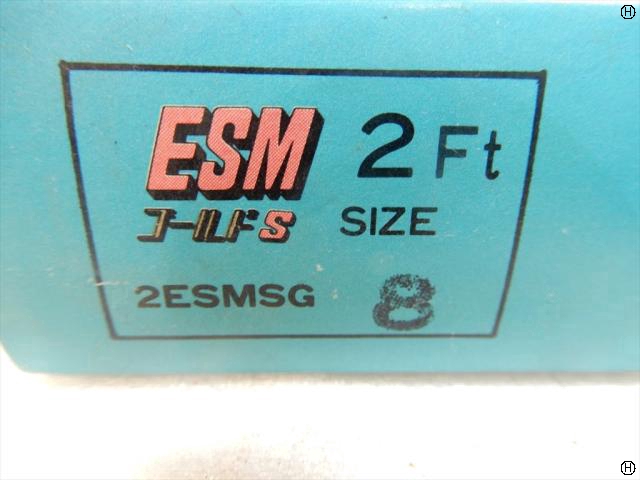 H
ESM 2 Ft
ゴールドS SIZE
2ESMSG 8
H